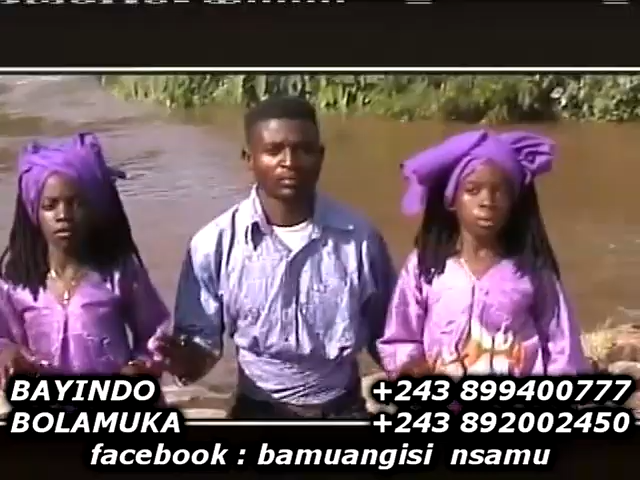 BAYINDO +243 899400777
BOLAMUKA +243 892002450
facebook : bamuangisi nsamu